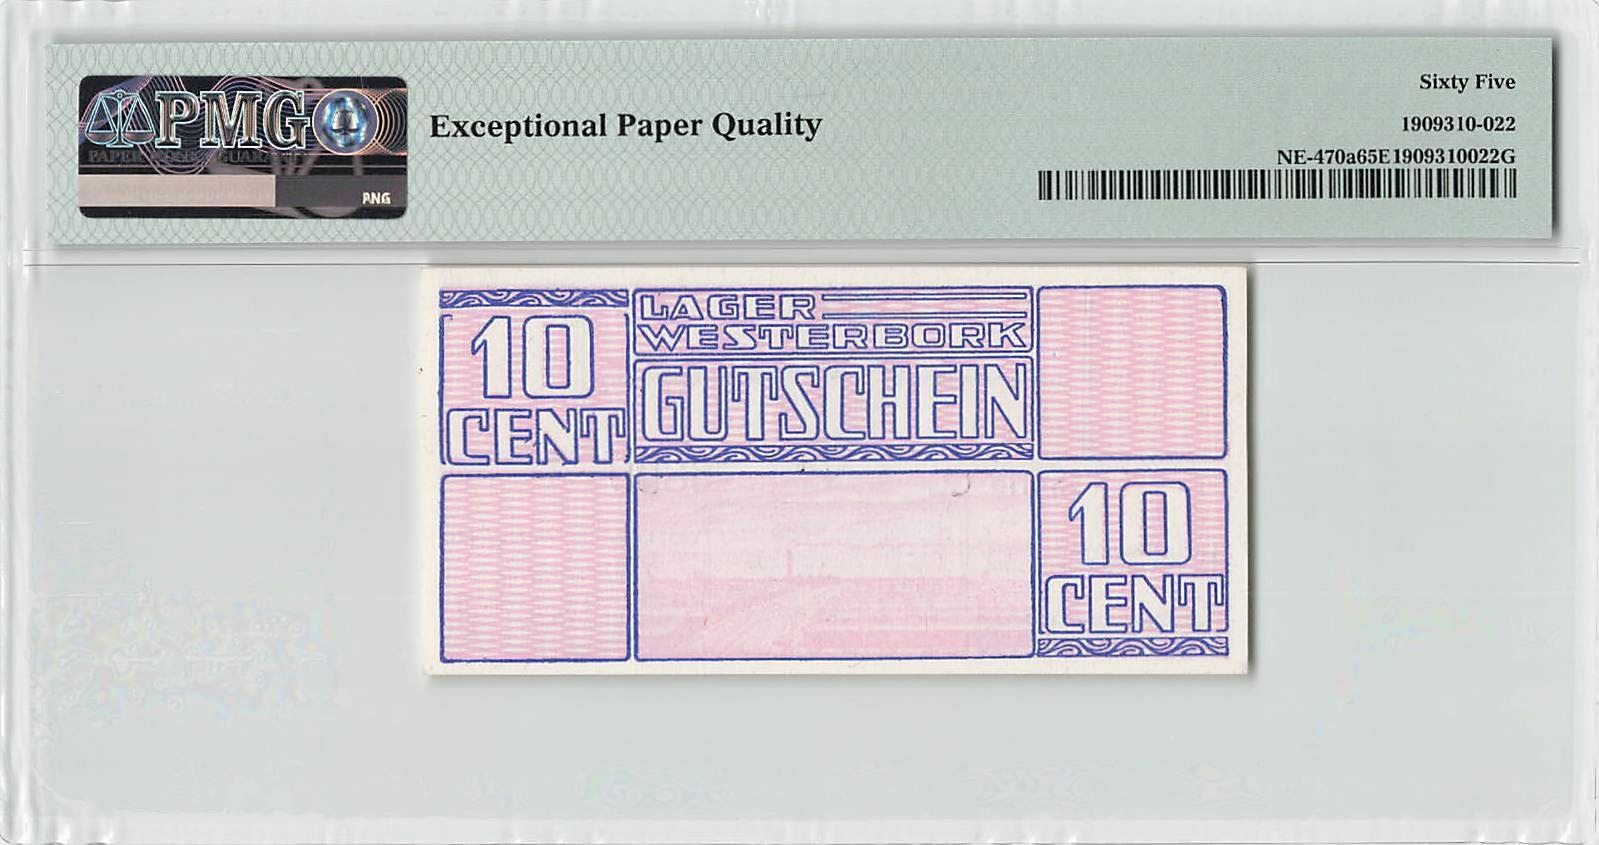 PMG
PAPER MONEY GUARANTY
PNG
Exceptional Paper Quality
Sixty Five
1909310-022
NE-470a65E1909310022G
10
CENT
LAGER
WESTERBORK
GUTSCHEIN
10
CENT